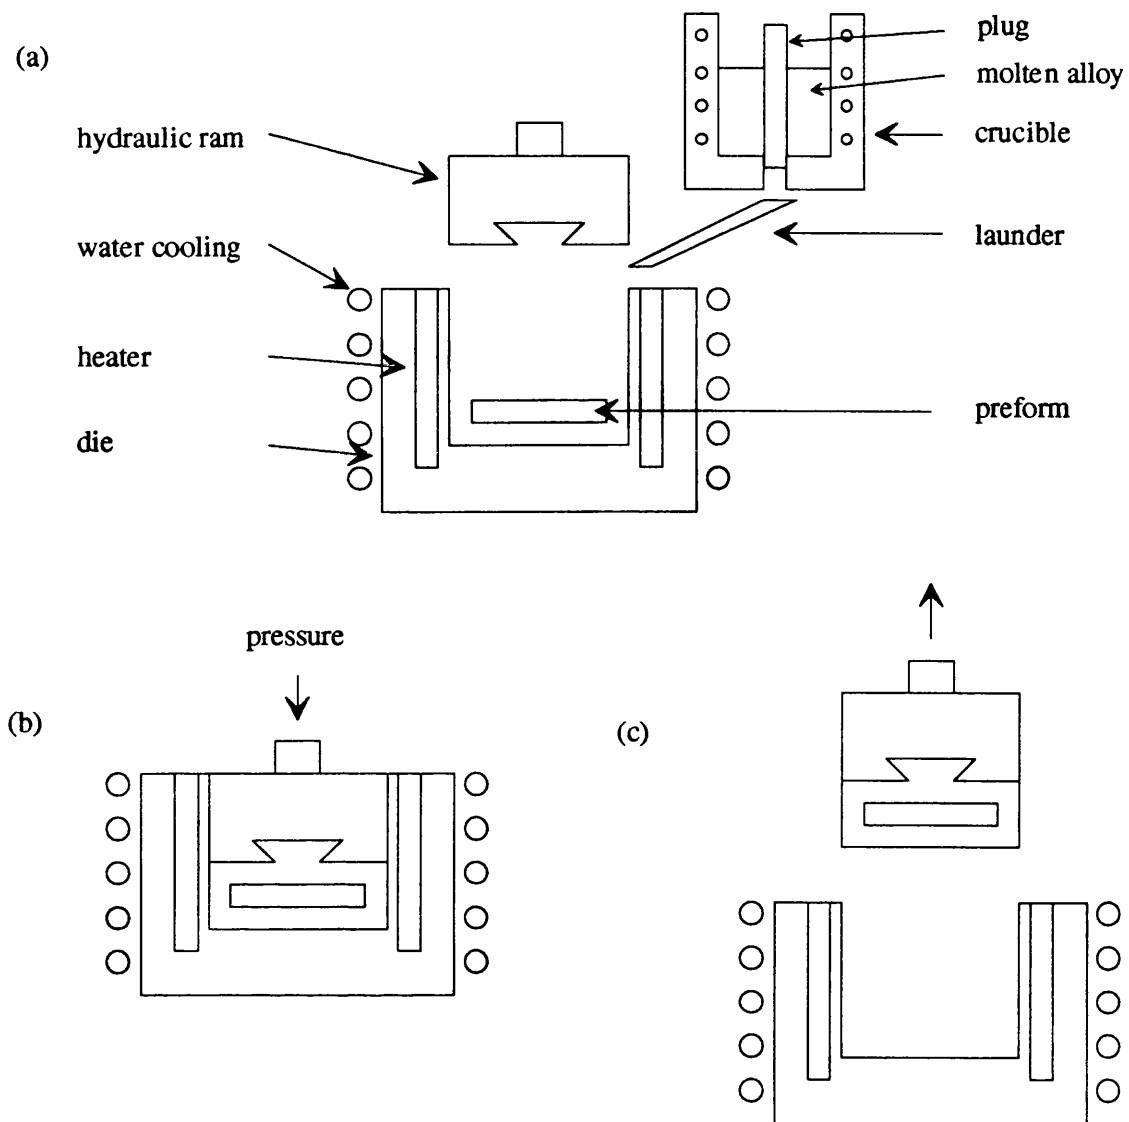 (a)
plug
molten alloy
crucible
hydraulic ram
launder
water cooling
heater
preform
die
pressure
(b)
(c)